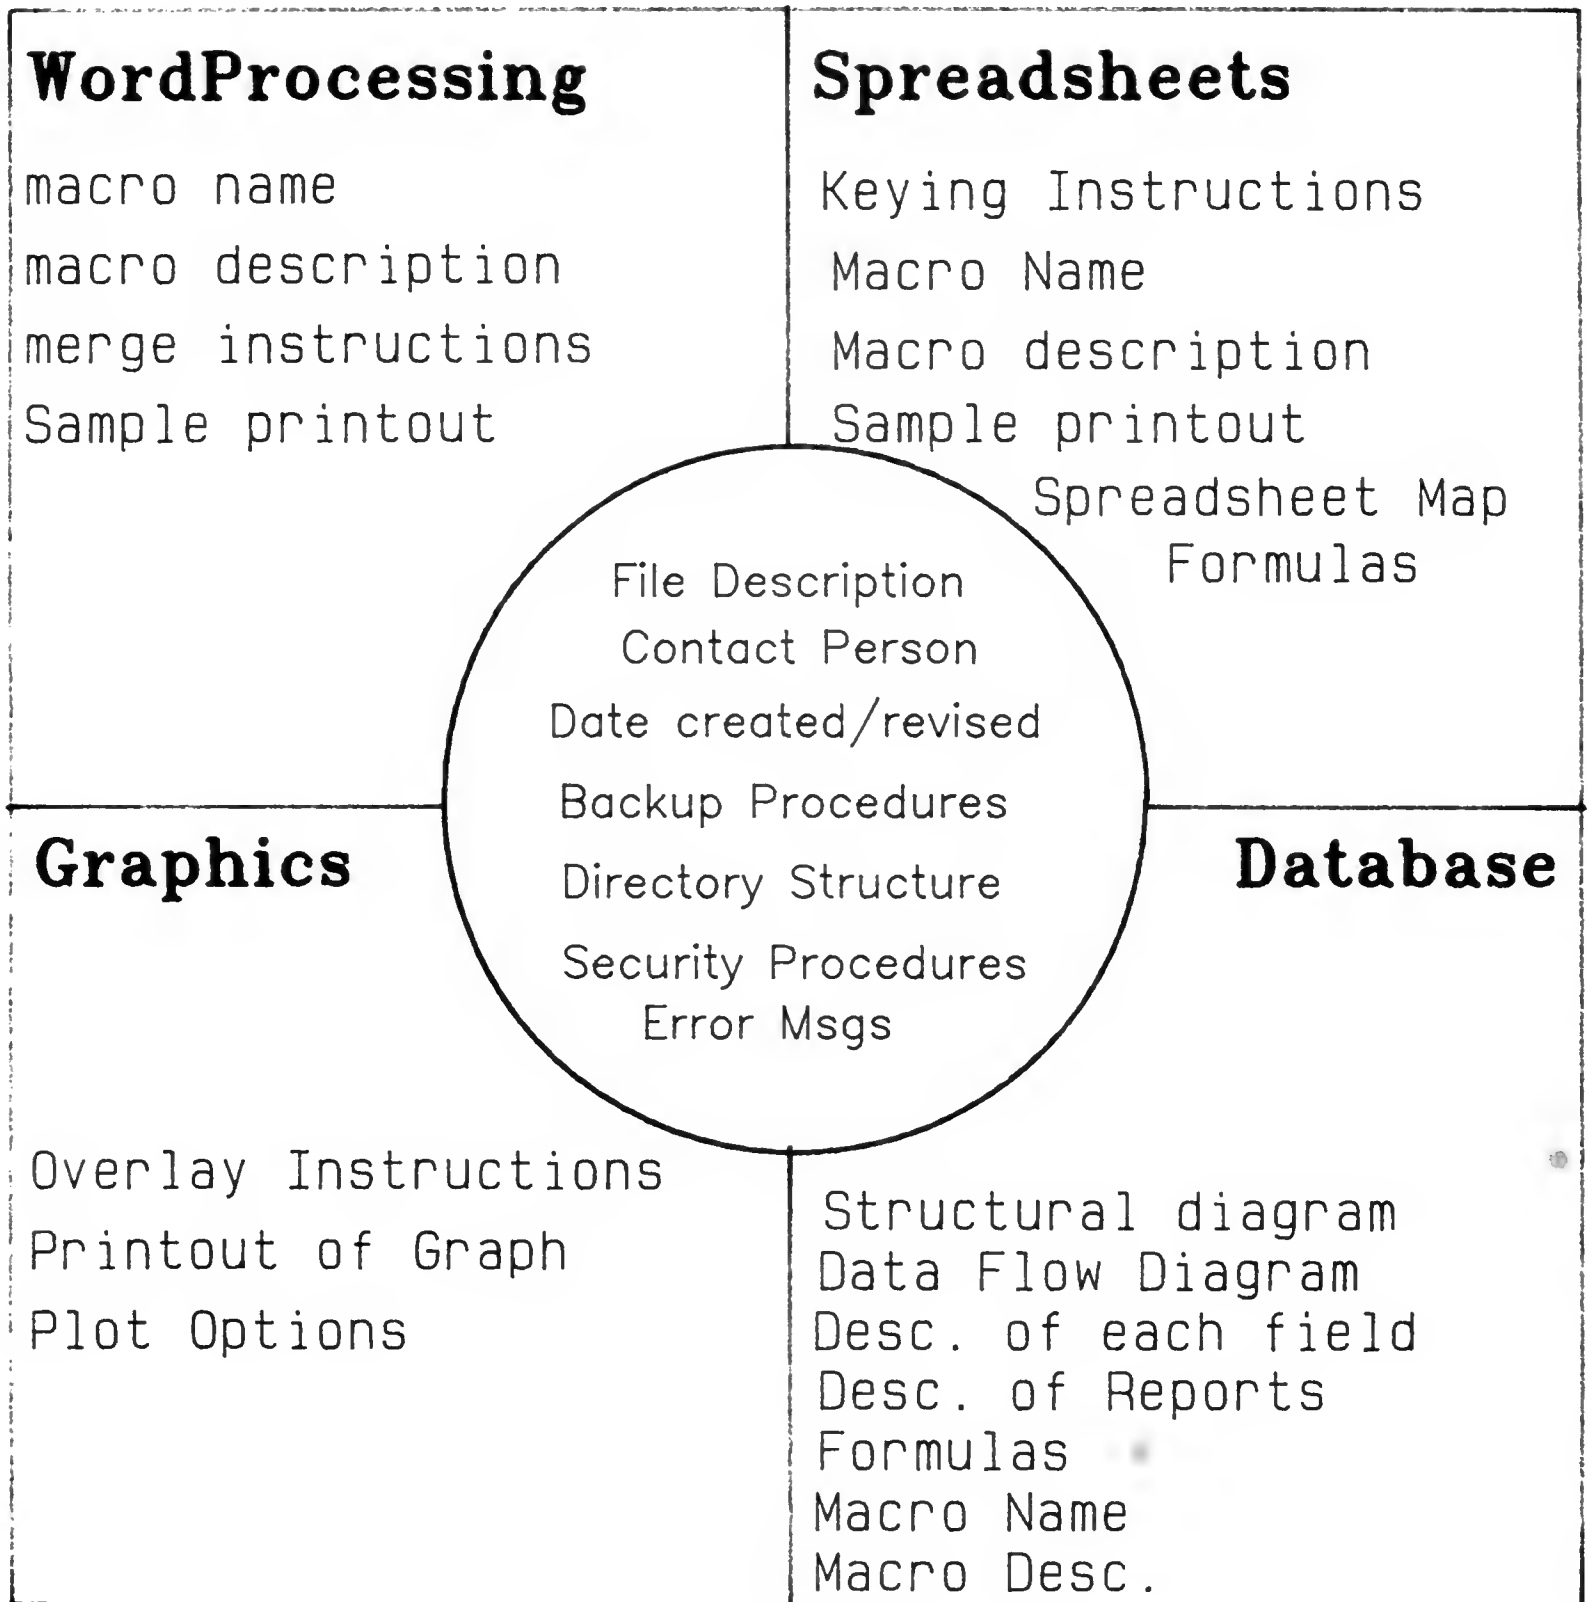 WordProcessing
macro name
macro description
merge instructions
Sample printout
Spreadsheets
Keying Instructions
Macro Name
Macro description
Sample printout
Spreadsheet Map
Formulas
File Description
Contact Person
Date created/revised
Backup Procedures
Directory Structure
Security Procedures
Error Msgs
Graphics
Overlay Instructions
Printout of Graph
Plot Options
Database
Structural diagram
Data Flow Diagram
Desc. of each field
Desc. of Reports
Formulas
Macro Name
Macro Desc.